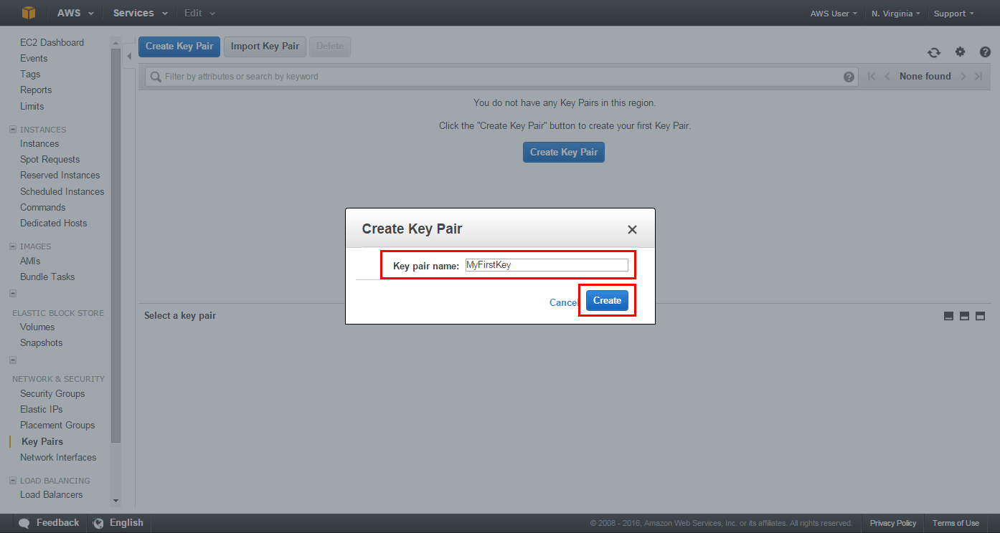 AWS Services Edit AWS User N. Virginia Support
EC2 Dashboard
Events
Tags
Reports
Limits
INSTANCES
Instances
Spot Requests
Reserved Instances
Scheduled Instances
Commands
Dedicated Hosts
IMAGES
AMIs
Bundle Tasks
ELASTIC BLOCK STORE
Volumes
Snapshots
NETWORK & SECURITY
Security Groups
Elastic IPs
Placement Groups
Key Pairs
Network Interfaces
LOAD BALANCING
Load Balancers
Create Key Pair Import Key Pair Delete
Filter by attributes or search by keyword None found
You do not have any Key Pairs in this region.
Click the "Create Key Pair" button to create your first Key Pair.
Create Key Pair
Create Key Pair
Key pair name: MyFirstKey
Cancel Create
Select a key pair
Feedback English © 2008 - 2016, Amazon Web Services, Inc. or its affiliates. All rights reserved. Privacy Policy Terms of Use